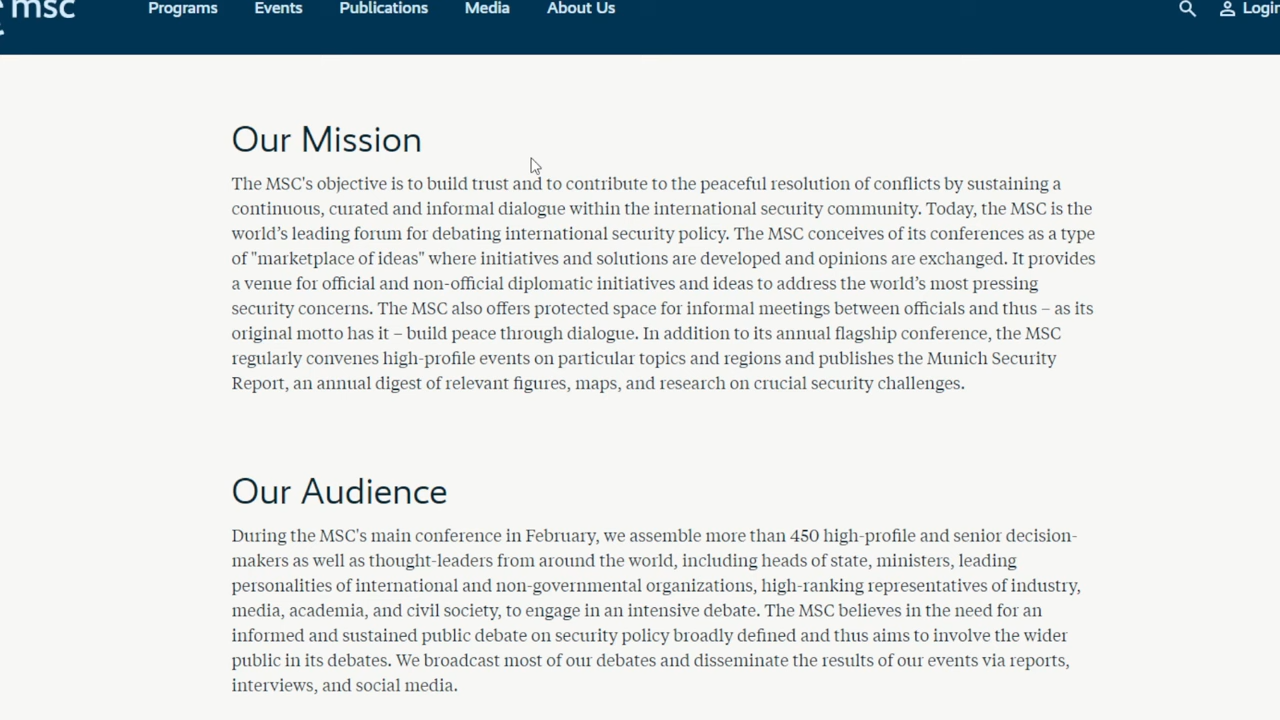 msc Programs Events Publications Media About Us Login
Our Mission
The MSC's objective is to build trust and to contribute to the peaceful resolution of conflicts by sustaining a
continuous, curated and informal dialogue within the international security community. Today, the MSC is the
world’s leading forum for debating international security policy. The MSC conceives of its conferences as a type
of "marketplace of ideas" where initiatives and solutions are developed and opinions are exchanged. It provides
a venue for official and non-official diplomatic initiatives and ideas to address the world’s most pressing
security concerns. The MSC also offers protected space for informal meetings between officials and thus – as its
original motto has it – build peace through dialogue. In addition to its annual flagship conference, the MSC
regularly convenes high-profile events on particular topics and regions and publishes the Munich Security
Report, an annual digest of relevant figures, maps, and research on crucial security challenges.
Our Audience
During the MSC's main conference in February, we assemble more than 450 high-profile and senior decision-
makers as well as thought-leaders from around the world, including heads of state, ministers, leading
personalities of international and non-governmental organizations, high-ranking representatives of industry,
media, academia, and civil society, to engage in an intensive debate. The MSC believes in the need for an
informed and sustained public debate on security policy broadly defined and thus aims to involve the wider
public in its debates. We broadcast most of our debates and disseminate the results of our events via reports,
interviews, and social media.